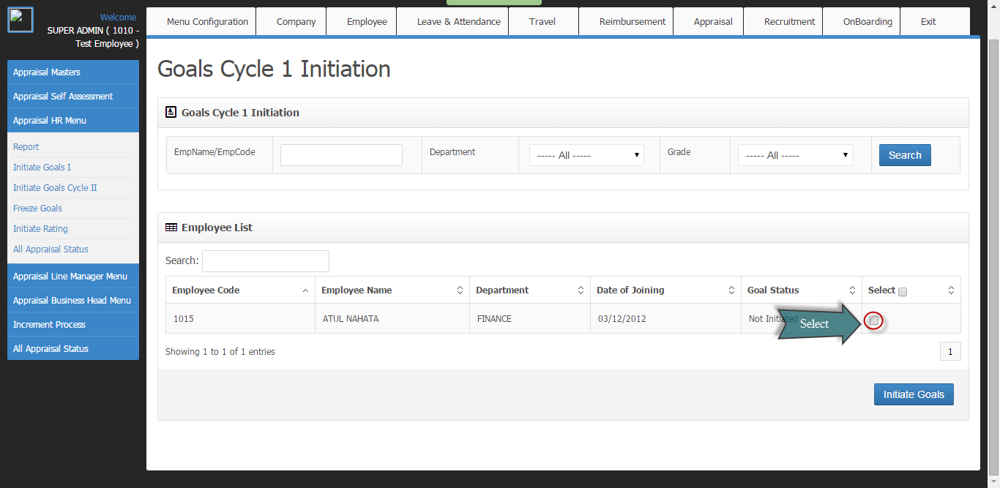 Welcome
SUPER ADMIN ( 1010 -
Test Employee )
Menu Configuration
Company
Employee
Leave & Attendance
Travel
Reimbursement
Appraisal
Recruitment
OnBoarding
Exit
Appraisal Masters
Appraisal Self Assessment
Appraisal HR Menu
Report
Initiate Goals I
Initiate Goals Cycle II
Freeze Goals
Initiate Rating
All Appraisal Status
Appraisal Line Manager Menu
Appraisal Business Head Menu
Increment Process
All Appraisal Status
Goals Cycle 1 Initiation
Goals Cycle 1 Initiation
EmpName/EmpCode
Department
----- All -----
Grade
----- All -----
Search
Employee List
Search:
Employee Code Employee Name Department Date of Joining Goal Status Select
1015 ATUL NAHATA FINANCE 03/12/2012 Not Initiated
Select
Showing 1 to 1 of 1 entries
1
Initiate Goals